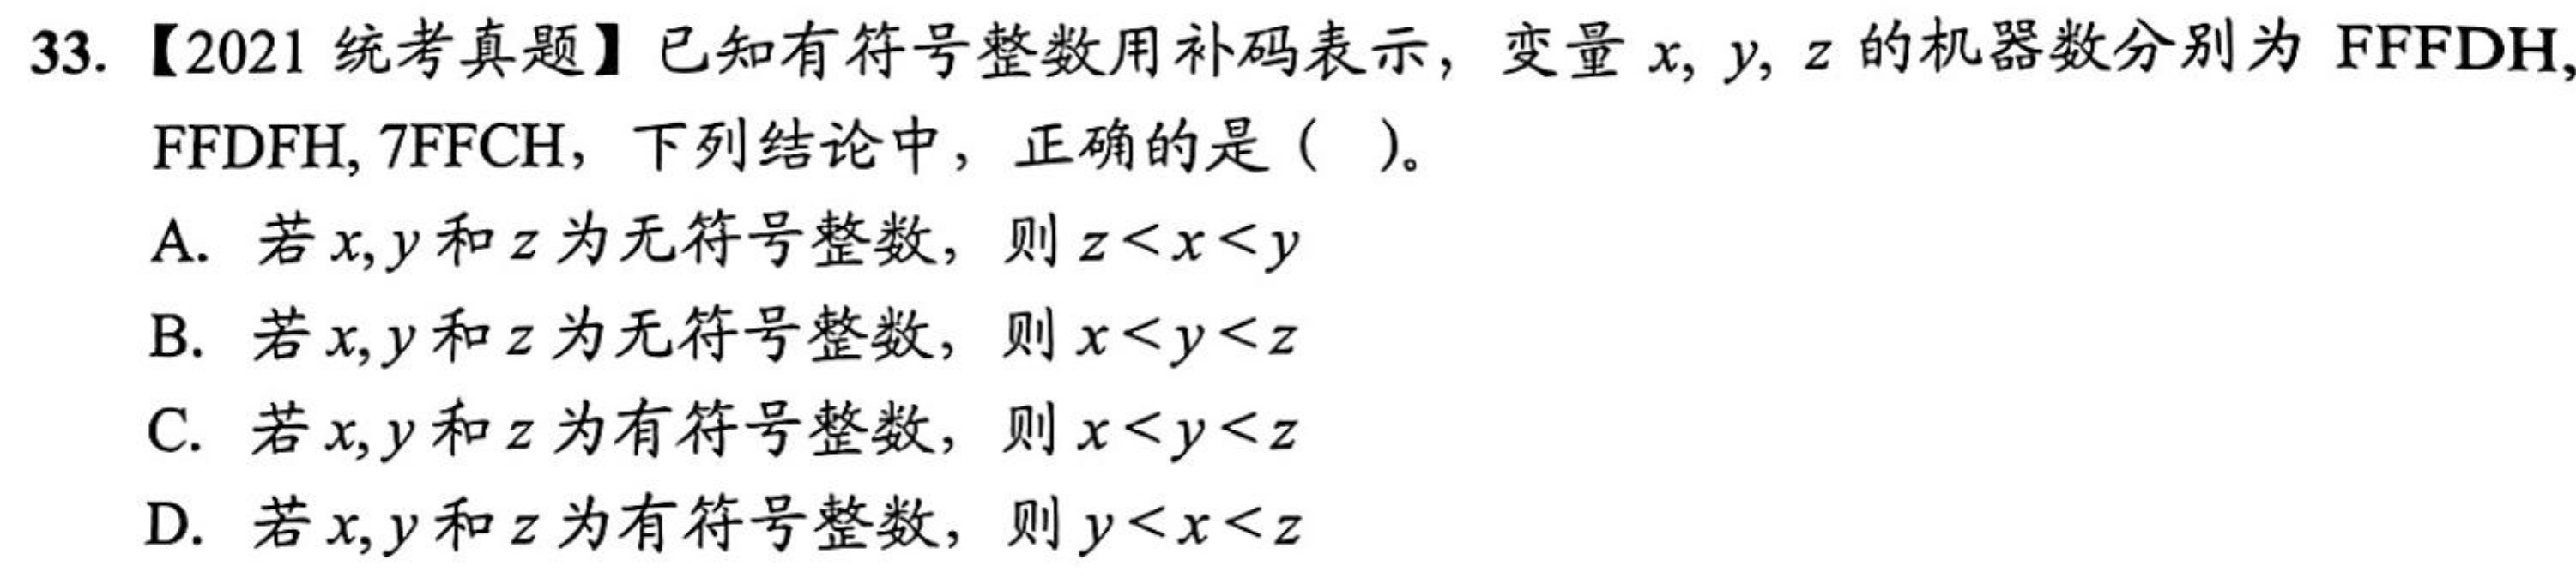 33.【2021 统考真题】已知有符号整数用补码表示，变量 x, y, z 的机器数分别为 FFFDH,
FFDFH, 7FFCH，下列结论中，正确的是（ ）。
A. 若 x, y 和 z 为无符号整数，则 z < x < y
B. 若 x, y 和 z 为无符号整数，则 x < y < z
C. 若 x, y 和 z 为有符号整数，则 x < y < z
D. 若 x, y 和 z 为有符号整数，则 y < x < z